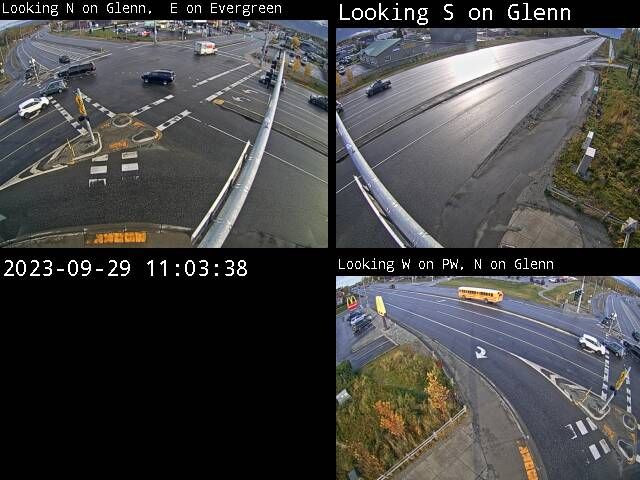 Looking N on Glenn,  E on Evergreen
Looking S on Glenn
2023-09-29 11:03:38
Looking W on PW, N on Glenn